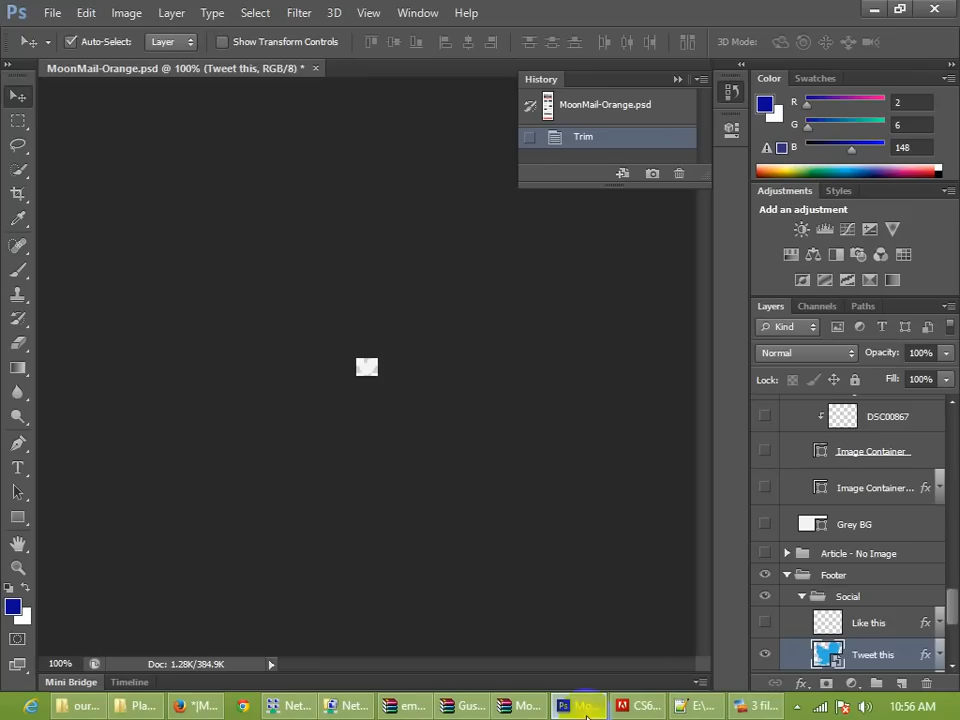 Ps File Edit Image Layer Type Select Filter 3D View Window Help
Auto-Select: Layer Show Transform Controls 3D Mode:
MoonMail-Orange.psd @ 100% (Tweet this, RGB/8) * ×
History
MoonMail-Orange.psd
Trim
Color Swatches
R 2
G 6
B 148
Adjustments Styles
Add an adjustment
Layers Channels Paths
Kind
Normal Opacity: 100%
Lock: Fill: 100%
DSC00867
Image Container
Image Container... fx
Grey BG
Article - No Image
Footer
Social
Like this fx
Tweet this fx
100% Doc: 1.28K/384.9K
Mini Bridge Timeline
our... Pla... *|M... Net... Net... em... Gus... Mo... Ps Mo... CS6... E:\... 3 fil... 10:56 AM